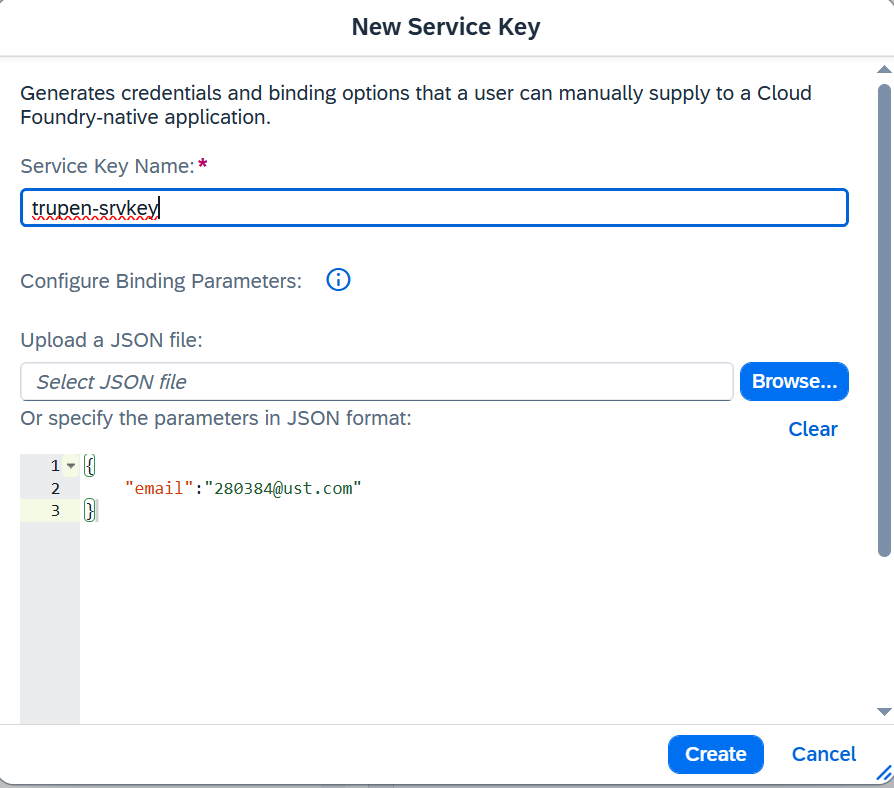 New Service Key
Generates credentials and binding options that a user can manually supply to a Cloud
Foundry-native application.
Service Key Name:*
trupen-srvkey
Configure Binding Parameters:
Upload a JSON file:
Select JSON file
Browse...
Or specify the parameters in JSON format:
Clear
1 {
2 "email":"280384@ust.com"
3 }
Create
Cancel